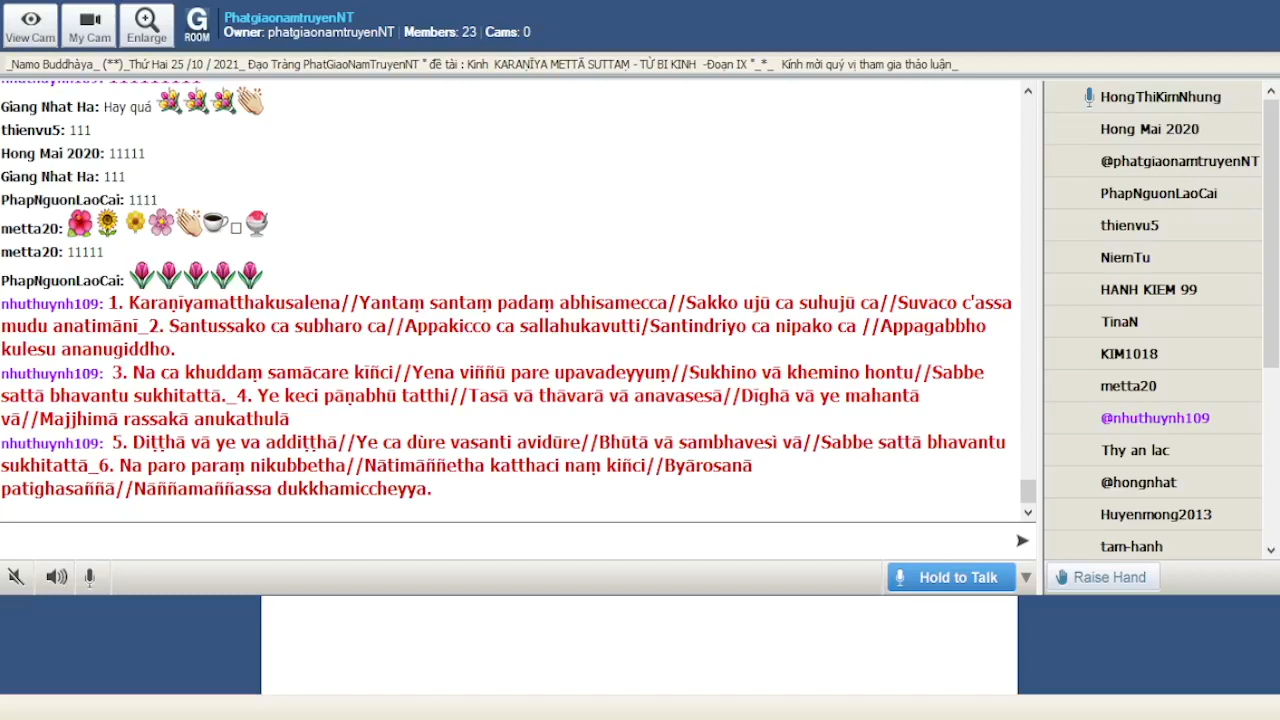 View Cam
My Cam
Enlarge
G
ROOM
PhatgiaonamtruyenNT
Owner: phatgiaonamtruyenNT | Members: 23 | Cams: 0
_Namo Buddhàya_ (**)_Thứ Hai 25 /10 / 2021_ Đạo Tràng PhatGiaoNamTruyenNT " đề tài : Kinh KARAṆĪYA METTĀ SUTTAṂ - TỪ BI KINH -Đoạn IX "_*_ Kính mời quý vị tham gia thảo luận_
Giang Nhat Ha: Hay quá
thienvu5: 111
Hong Mai 2020: 11111
Giang Nhat Ha: 111
PhapNguonLaoCai: 1111
metta20:
metta20: 11111
PhapNguonLaoCai:
nhuthuynh109: 1. Karaṇīyamatthakusalena//Yantaṃ santaṃ padaṃ abhisamecca//Sakko ujū ca suhujū ca//Suvaco c'assa
mudu anatimānī_2. Santussako ca subharo ca//Appakicco ca sallahukavutti/Santindriyo ca nipako ca //Appagabbho
kulesu ananugiddho.
nhuthuynh109: 3. Na ca khuddaṃ samācare kīñci//Yena viññū pare upavadeyyuṃ//Sukhino vā khemino hontu//Sabbe
sattā bhavantu sukhitattā._4. Ye keci pāṇabhū tatthi//Tasā vā thāvarā vā anavasesā//Dīghā vā ye mahantā
vā//Majjhimā rassakā anukathulā
nhuthuynh109: 5. Diṭṭhā vā ye va addiṭṭhā//Ye ca dùre vasanti avidūre//Bhūtā vā sambhavesì vā//Sabbe sattā bhavantu
sukhitattā_6. Na paro paraṃ nikubbetha//Nātimāññetha katthaci naṃ kiñci//Byārosanā
patighasaññā//Nāññamaññassa dukkhamiccheyya.
HongThiKimNhung
Hong Mai 2020
@phatgiaonamtruyenNT
PhapNguonLaoCai
thienvu5
NiemTu
HANH KIEM 99
TinaN
KIM1018
metta20
@nhuthuynh109
Thy an lac
@hongnhat
Huyenmong2013
tam-hanh
Hold to Talk
Raise Hand